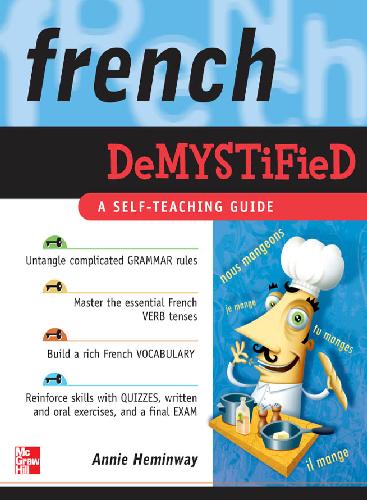 french
DeMYSTiFieD
A SELF-TEACHING GUIDE
Untangle complicated GRAMMAR rules
Master the essential French
VERB tenses
Build a rich French VOCABULARY
Reinforce skills with QUIZZES, written
and oral exercises, and a final EXAM
nous mangeons
je mange
tu manges
il mange
Mc
Graw
Hill
Annie Heminway